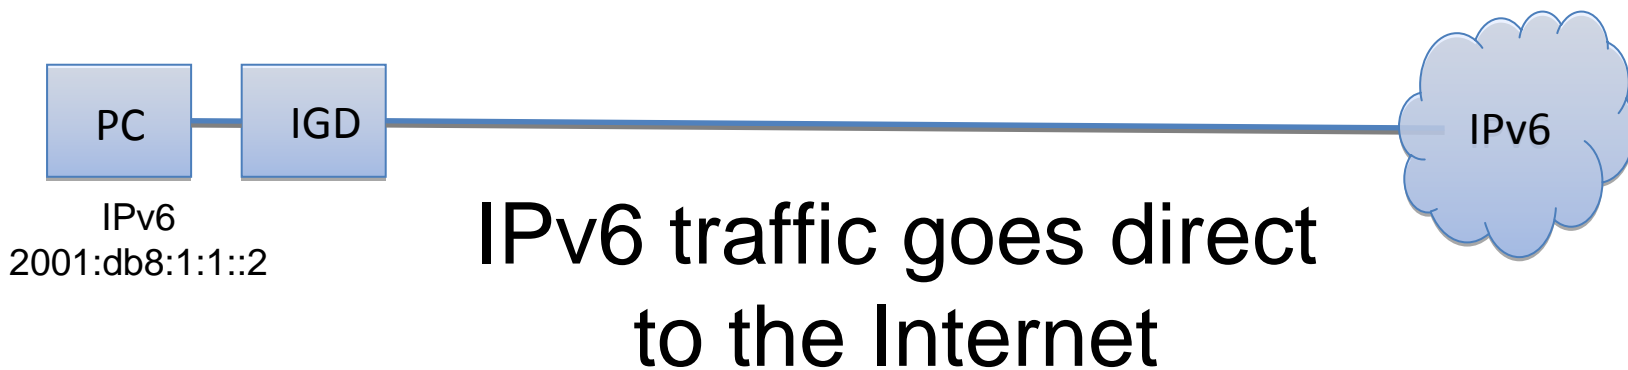 PC
IGD
IPv6
IPv6
2001:db8:1:1::2
IPv6 traffic goes direct
to the Internet